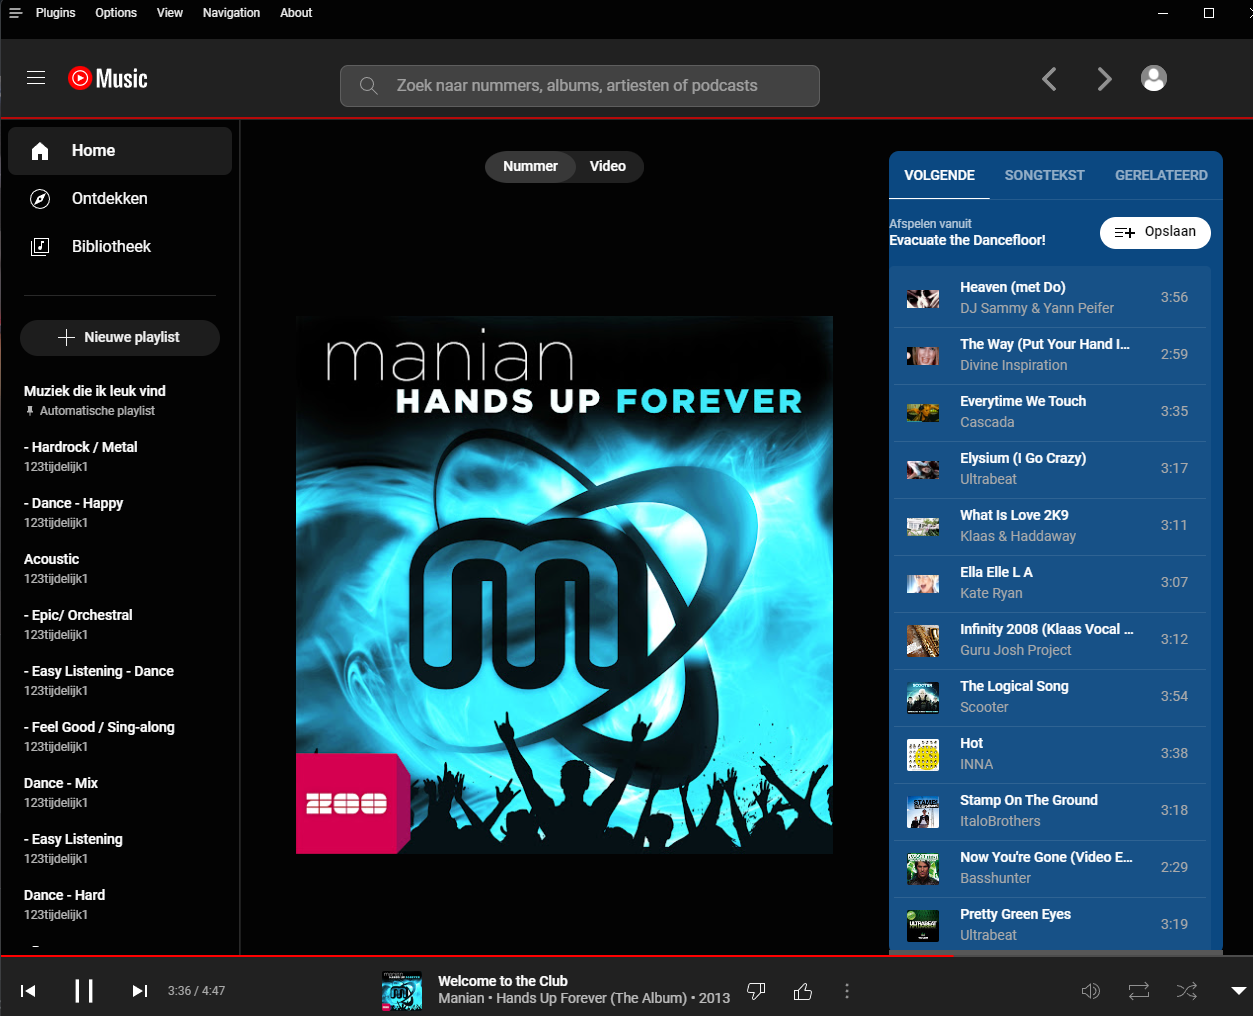 Plugins Options View Navigation About
Music
Zoek naar nummers, albums, artiesten of podcasts
Home
Ontdekken
Bibliotheek
Nieuwe playlist
Muziek die ik leuk vind
Automatische playlist
- Hardrock / Metal
123tijdelijk1
- Dance - Happy
123tijdelijk1
Acoustic
123tijdelijk1
- Epic/ Orchestral
123tijdelijk1
- Easy Listening - Dance
123tijdelijk1
- Feel Good / Sing-along
123tijdelijk1
Dance - Mix
123tijdelijk1
- Easy Listening
123tijdelijk1
Dance - Hard
123tijdelijk1
Nummer Video
manian
HANDS UP FOREVER
ZOO
VOLGENDE SONGTEKST GERELATEERD
Afspelen vanuit
Evacuate the Dancefloor!
Opslaan
Heaven (met Do)
DJ Sammy & Yann Peifer
3:56
The Way (Put Your Hand I...
Divine Inspiration
2:59
Everytime We Touch
Cascada
3:35
Elysium (I Go Crazy)
Ultrabeat
3:17
What Is Love 2K9
Klaas & Haddaway
3:11
Ella Elle L A
Kate Ryan
3:07
Infinity 2008 (Klaas Vocal ...
Guru Josh Project
3:12
The Logical Song
Scooter
3:54
Hot
INNA
3:38
Stamp On The Ground
ItaloBrothers
3:18
Now You're Gone (Video E...
Basshunter
2:29
Pretty Green Eyes
Ultrabeat
3:19
3:36 / 4:47
Welcome to the Club
Manian • Hands Up Forever (The Album) • 2013